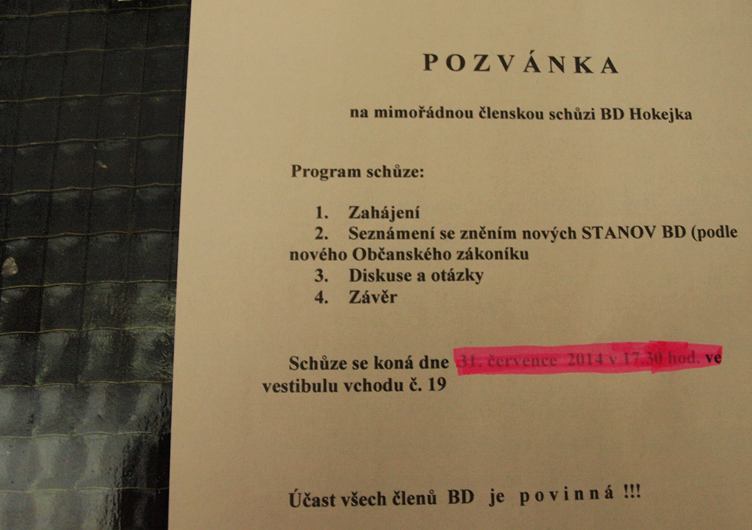 POZVÁNKA
na mimořádnou členskou schůzi BD Hokejka
Program schůze:
1. Zahájení
2. Seznámení se zněním nových STANOV BD (podle
nového Občanského zákoníku
3. Diskuse a otázky
4. Závěr
Schůze se koná dne 31. července 2014 v 17.30 hod. ve
vestibulu vchodu č. 19
Účast všech členů BD je povinná !!!